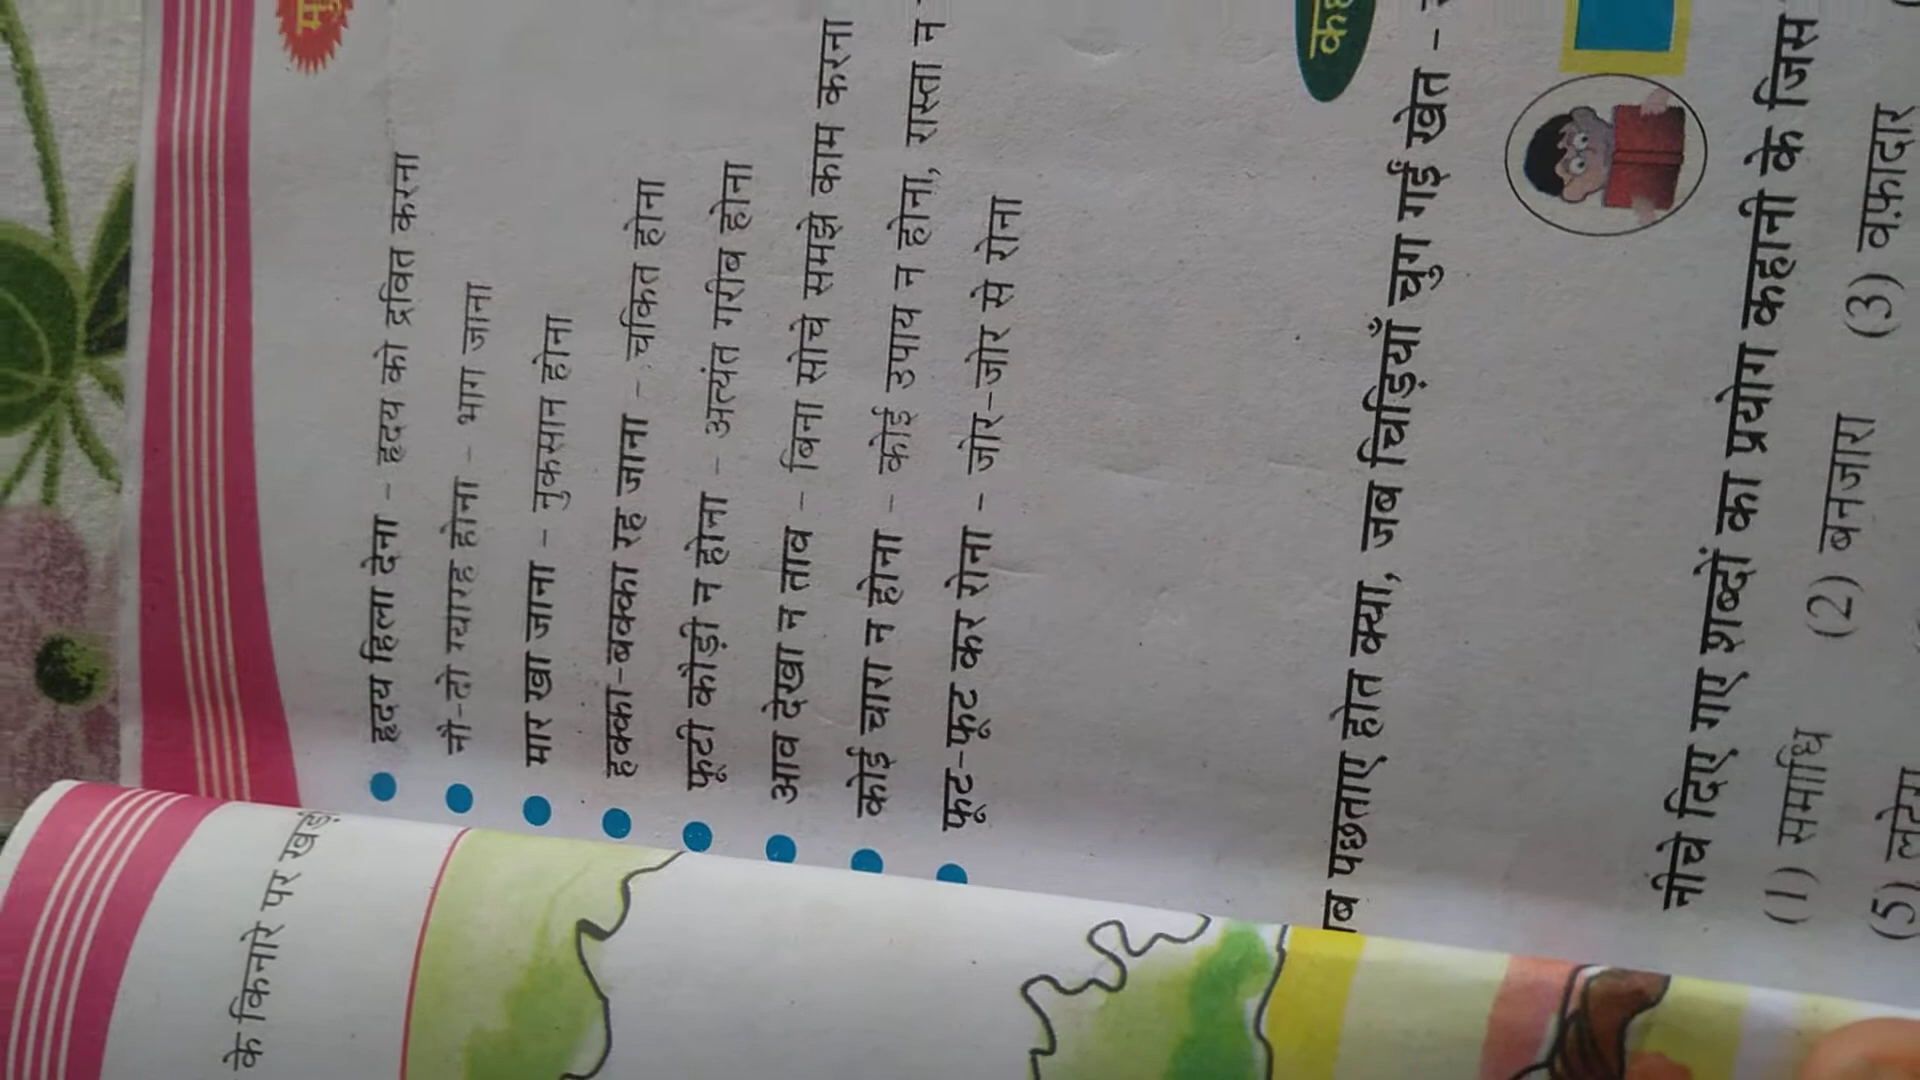 के किनारे पर खड़े
हृदय हिला देना - हृदय को द्रवित करना
नौ-दो ग्यारह होना - भाग जाना
मार खा जाना - नुकसान होना
हक्का-बक्का रह जाना - चकित होना
फूटी कौड़ी न होना - अत्यंत गरीब होना
आव देखा न ताव - बिना सोचे समझे काम करना
कोई चारा न होना - कोई उपाय न होना, रास्ता न
फूट-फूट कर रोना - जोर-जोर से रोना
पछताए होत क्या, जब चिड़ियाँ चुग गईं खेत -
नीचे दिए गए शब्दों का प्रयोग कहानी के जिस
(1) समाधि (2) बनजारा (3) वफ़ादार
(5)